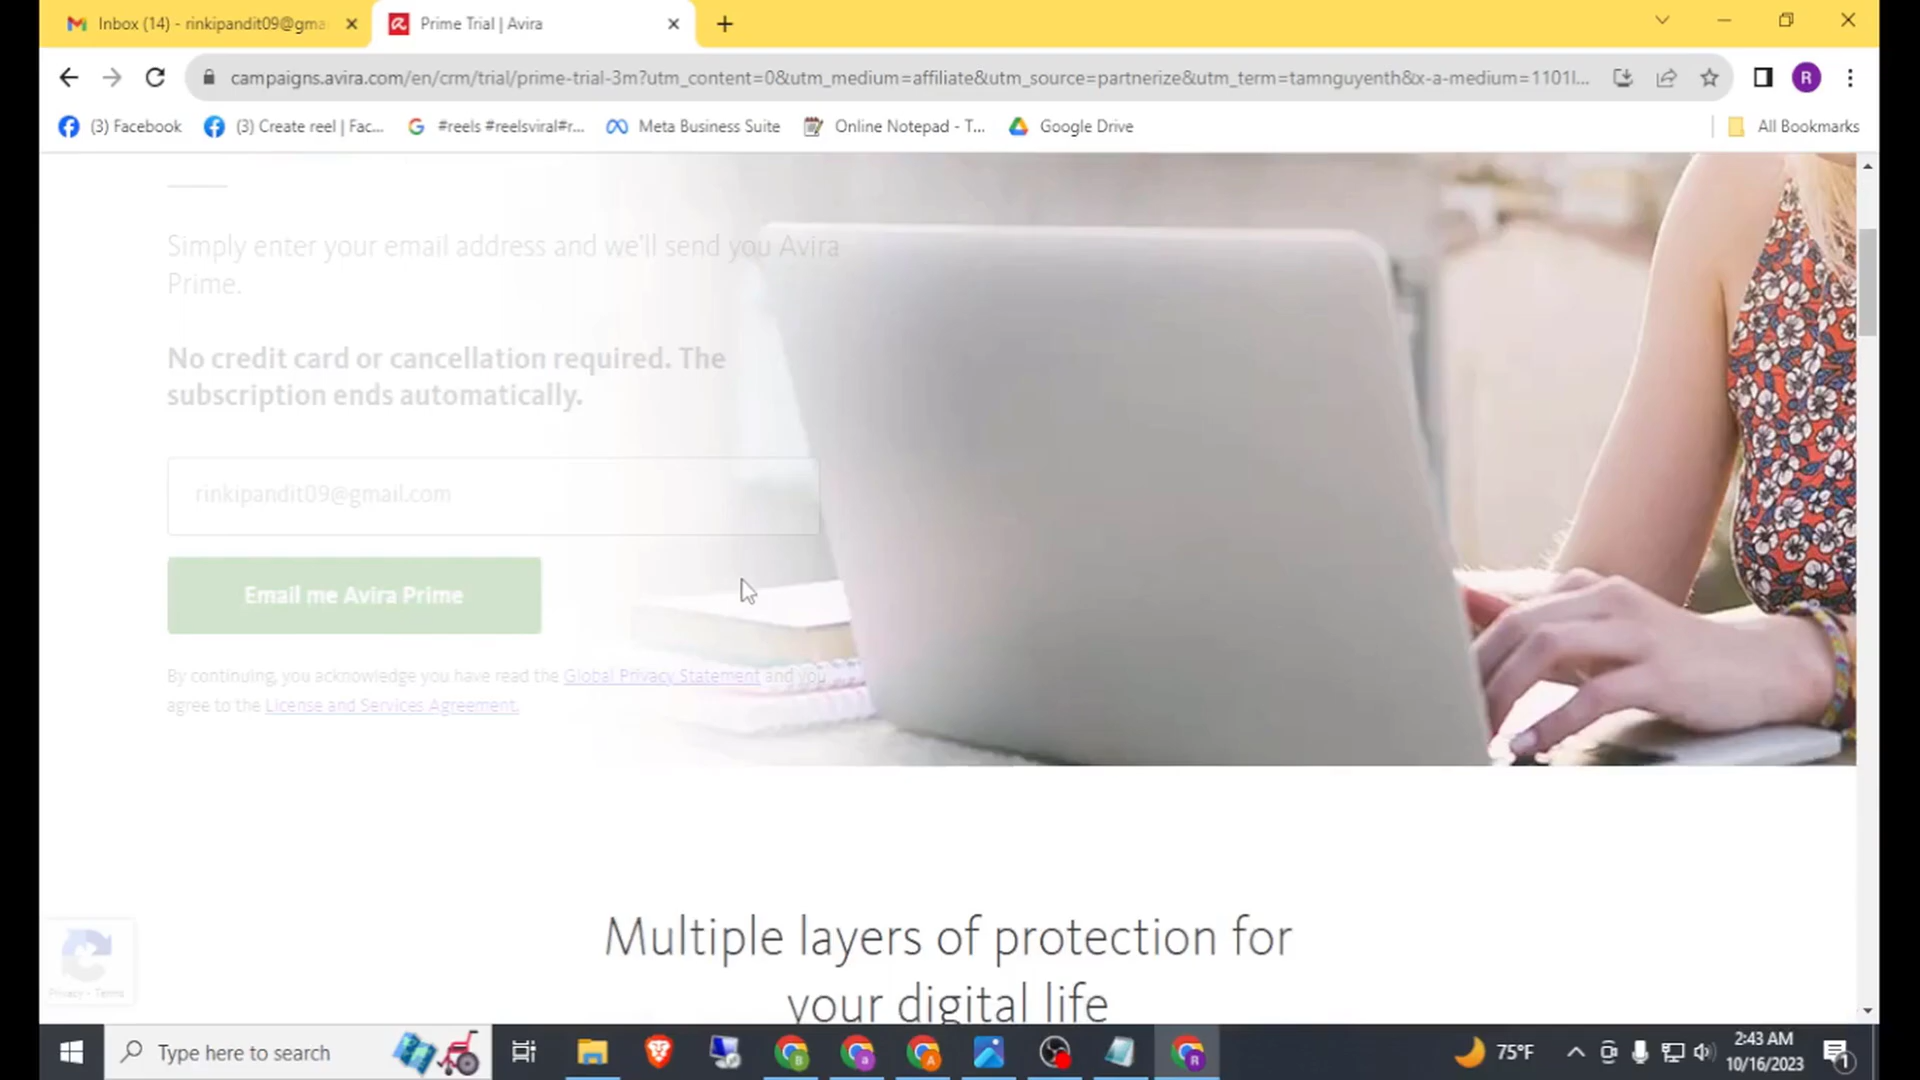 Inbox (14) - rinkipandit09@gma
Prime Trial | Avira
campaigns.avira.com/en/crm/trial/prime-trial-3m?utm_content=0&utm_medium=affiliate&utm_source=partnerize&utm_term=tamnguyenth&x-a-medium=1101l...
R
(3) Facebook
(3) Create reel | Fac...
#reels #reelsviral#r...
Meta Business Suite
Online Notepad - T...
Google Drive
All Bookmarks
Simply enter your email address and we'll send you Avira
Prime.
No credit card or cancellation required. The
subscription ends automatically.
rinkipandit09@gmail.com
Email me Avira Prime
By continuing, you acknowledge you have read the Global Privacy Statement and you
agree to the License and Services Agreement.
Multiple layers of protection for
your digital life
Privacy - Terms
Type here to search
B
a
A
R
75°F
2:43 AM
10/16/2023
1